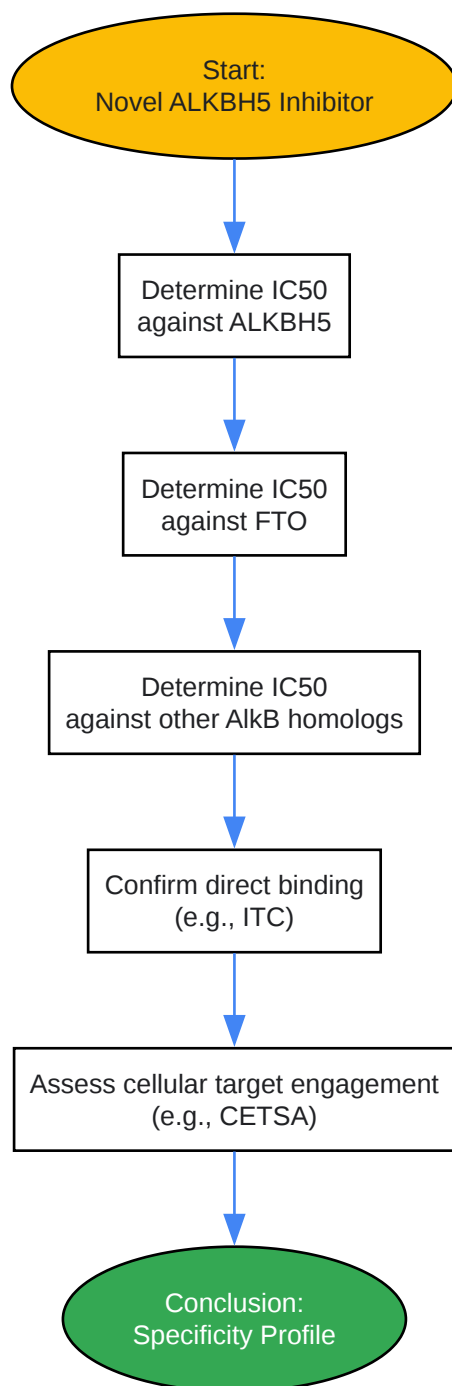 Start:
Novel ALKBH5 Inhibitor
Determine IC50
against ALKBH5
Determine IC50
against FTO
Determine IC50
against other AlkB homologs
Confirm direct binding
(e.g., ITC)
Assess cellular target engagement
(e.g., CETSA)
Conclusion:
Specificity Profile